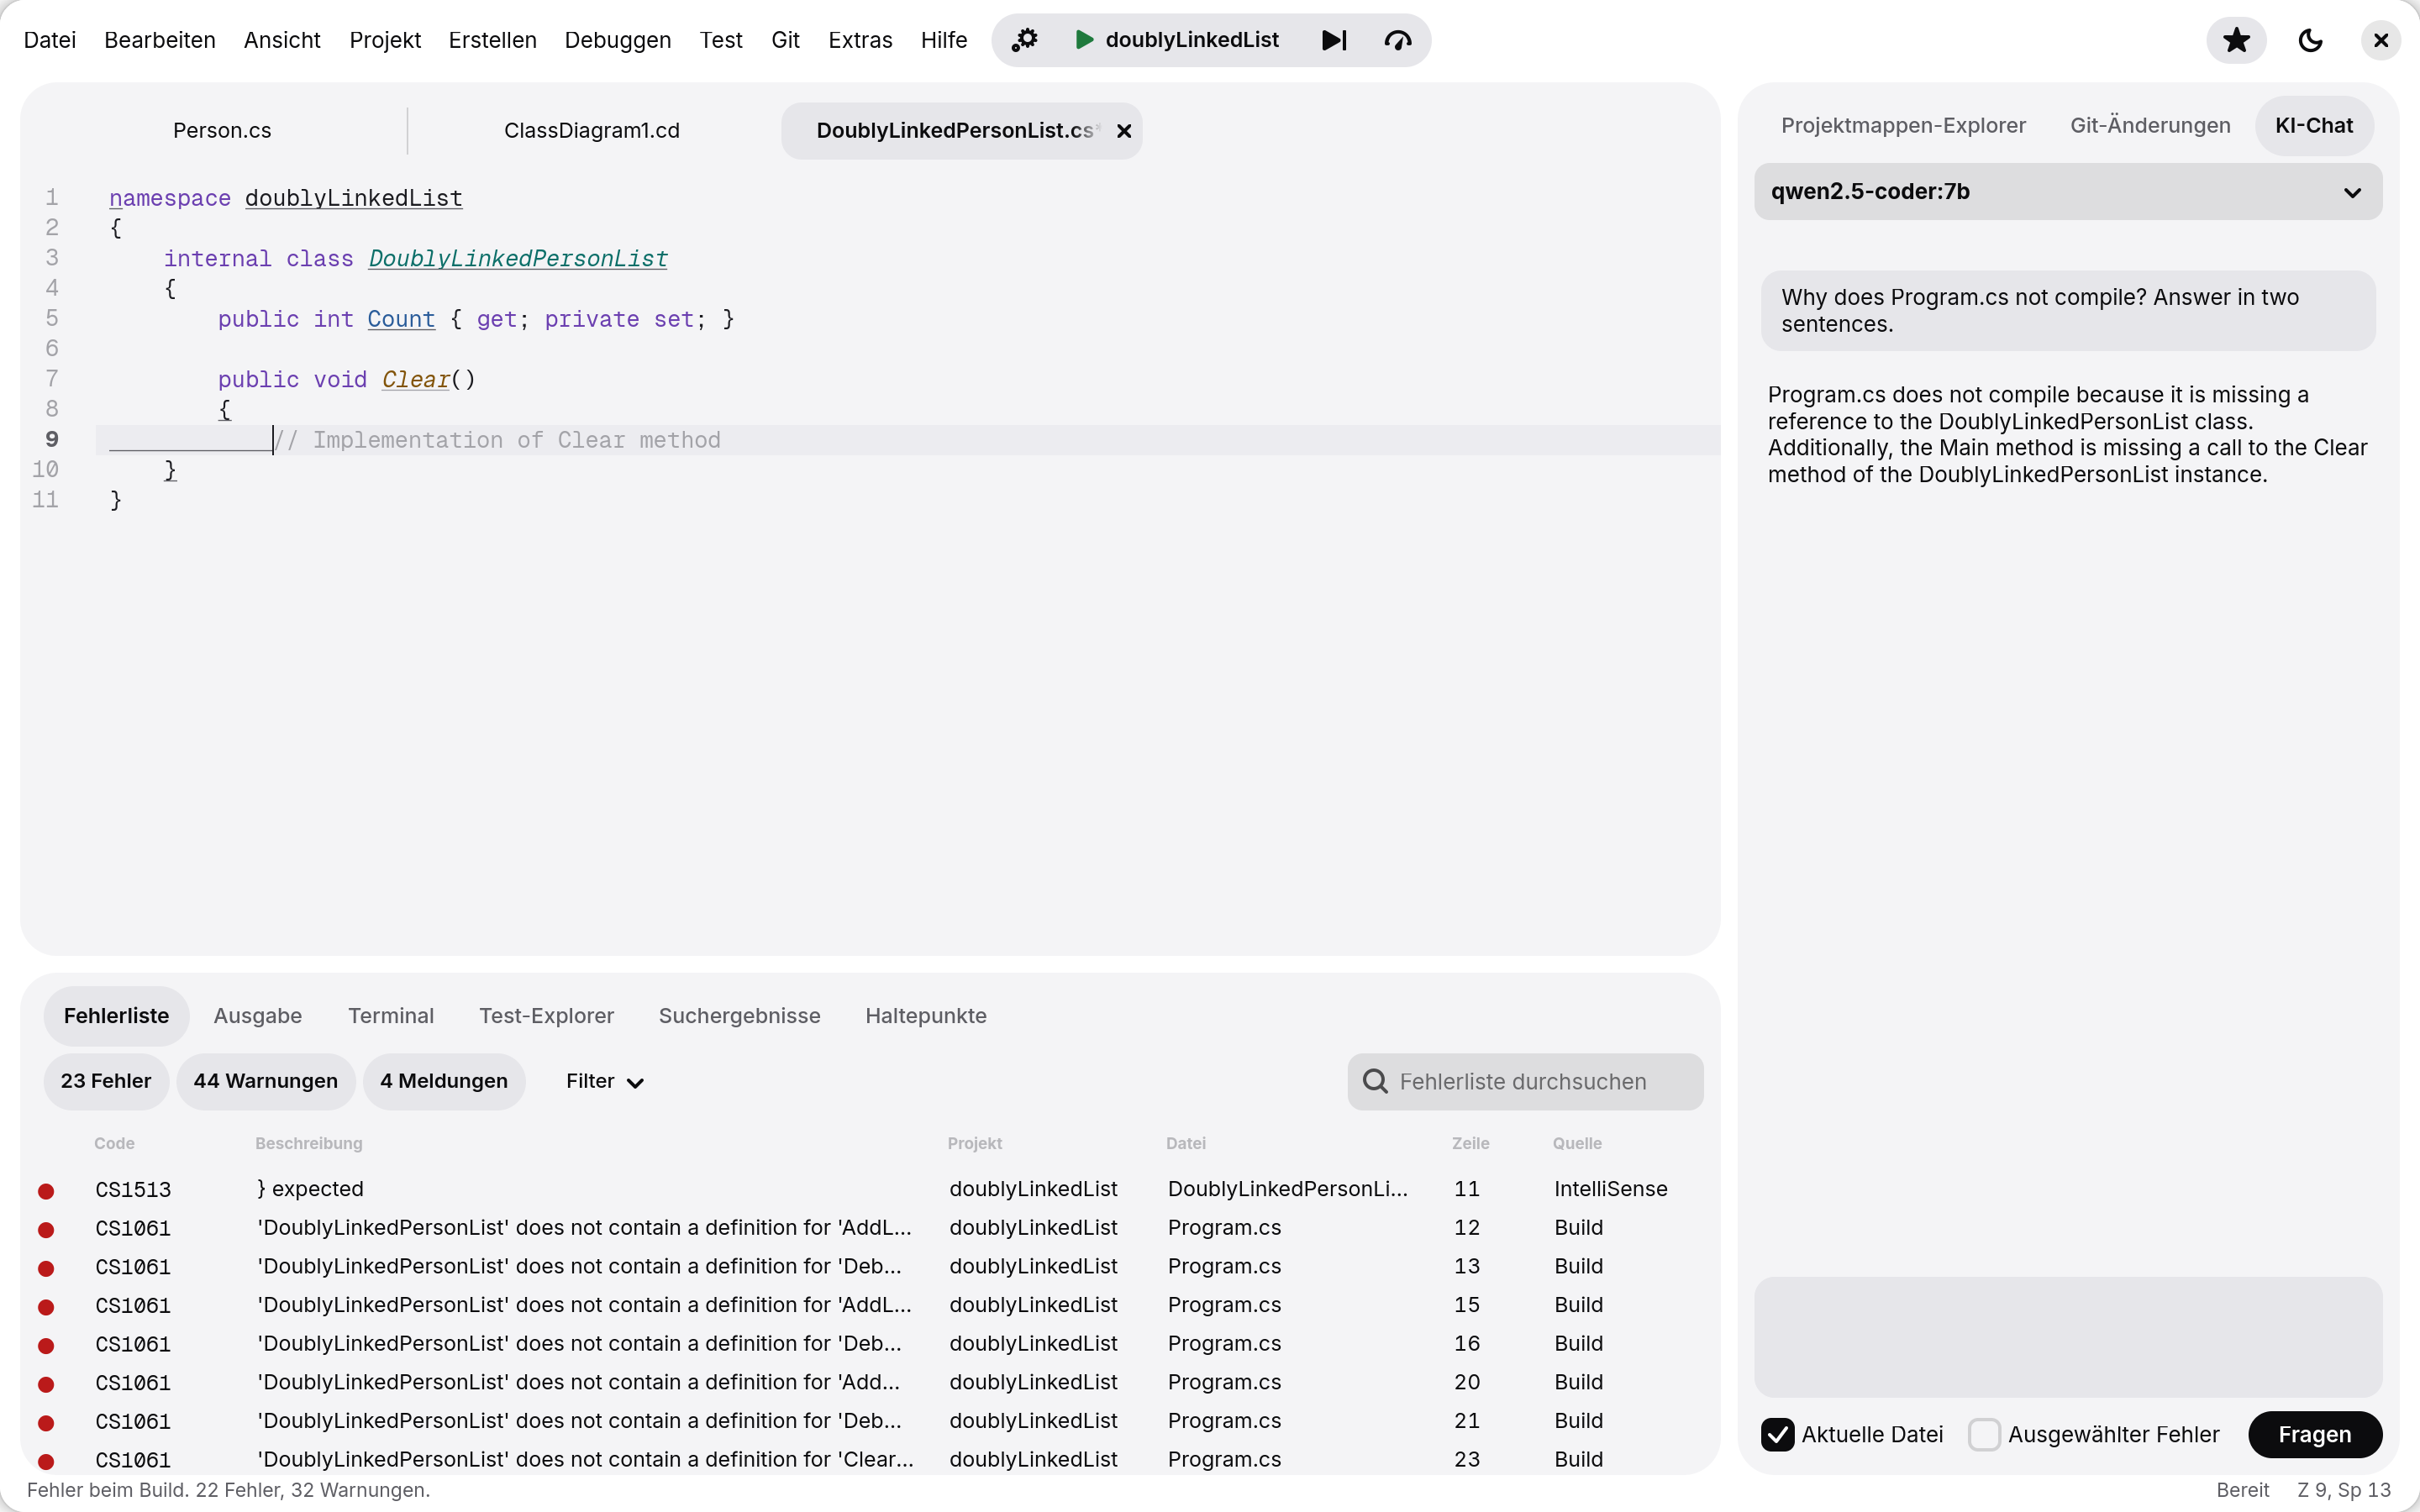 Datei Bearbeiten Ansicht Projekt Erstellen Debuggen Test Git Extras Hilfe doublyLinkedList
Person.cs ClassDiagram1.cd DoublyLinkedPersonList.cs*
1 namespace doublyLinkedList
2 {
3     internal class DoublyLinkedPersonList
4     {
5         public int Count { get; private set; }
6
7         public void Clear()
8         {
9             // Implementation of Clear method
10     }
11 }
Fehlerliste Ausgabe Terminal Test-Explorer Suchergebnisse Haltepunkte
23 Fehler 44 Warnungen 4 Meldungen Filter Fehlerliste durchsuchen
Code Beschreibung Projekt Datei Zeile Quelle
CS1513 } expected doublyLinkedList DoublyLinkedPersonLi... 11 IntelliSense
CS1061 'DoublyLinkedPersonList' does not contain a definition for 'AddL... doublyLinkedList Program.cs 12 Build
CS1061 'DoublyLinkedPersonList' does not contain a definition for 'Deb... doublyLinkedList Program.cs 13 Build
CS1061 'DoublyLinkedPersonList' does not contain a definition for 'AddL... doublyLinkedList Program.cs 15 Build
CS1061 'DoublyLinkedPersonList' does not contain a definition for 'Deb... doublyLinkedList Program.cs 16 Build
CS1061 'DoublyLinkedPersonList' does not contain a definition for 'Add... doublyLinkedList Program.cs 20 Build
CS1061 'DoublyLinkedPersonList' does not contain a definition for 'Deb... doublyLinkedList Program.cs 21 Build
CS1061 'DoublyLinkedPersonList' does not contain a definition for 'Clear... doublyLinkedList Program.cs 23 Build
Projektmappen-Explorer Git-Änderungen KI-Chat
qwen2.5-coder:7b
Why does Program.cs not compile? Answer in two
sentences.
Program.cs does not compile because it is missing a
reference to the DoublyLinkedPersonList class.
Additionally, the Main method is missing a call to the Clear
method of the DoublyLinkedPersonList instance.
Aktuelle Datei Ausgewählter Fehler Fragen
Fehler beim Build. 22 Fehler, 32 Warnungen. Bereit Z 9, Sp 13